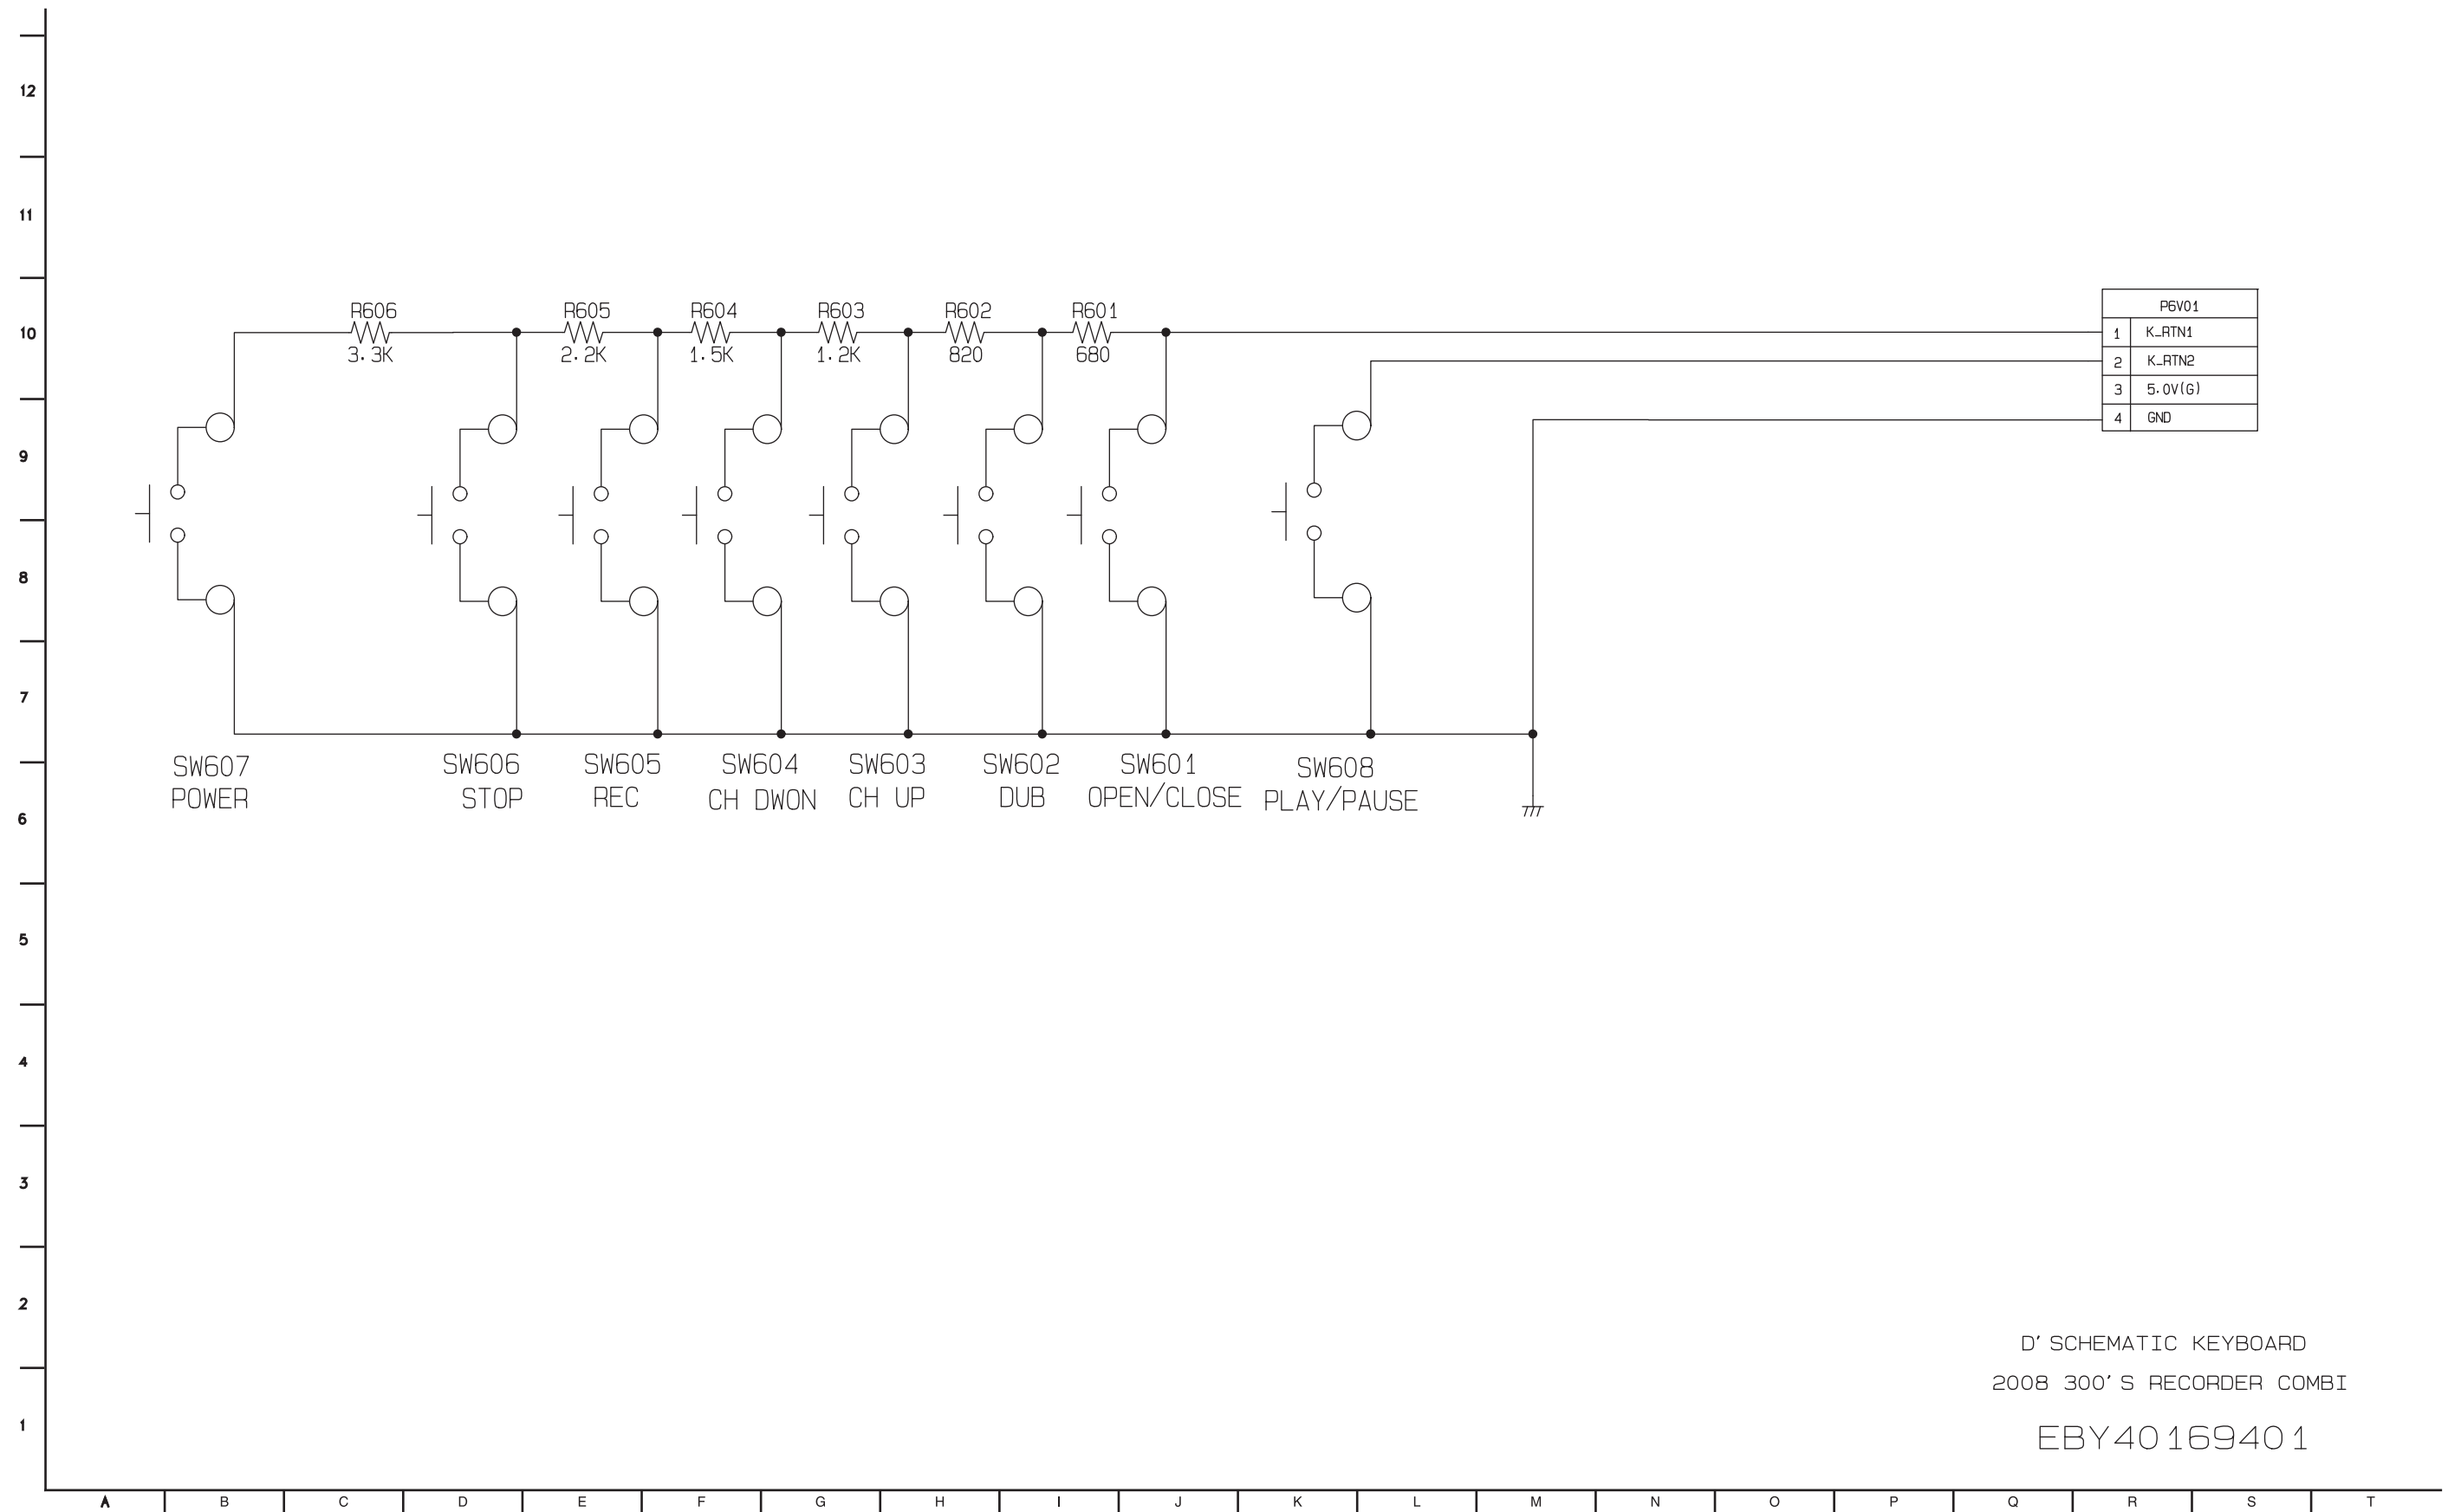 12
11
10
9
8
7
6
5
4
3
2
1
R606
3.3K
R605
2.2K
R604
1.5K
R603
1.2K
R602
820
R601
680
P6V01
1 K_RTN1
2 K_RTN2
3 5.0V(G)
4 GND
SW607
POWER
SW606
STOP
SW605
REC
SW604
CH DWON
SW603
CH UP
SW602
DUB
SW601
OPEN/CLOSE
SW608
PLAY/PAUSE
D'SCHEMATIC KEYBOARD
2008 300'S RECORDER COMBI
EBY40169401
A B C D E F G H I J K L M N O P Q R S T